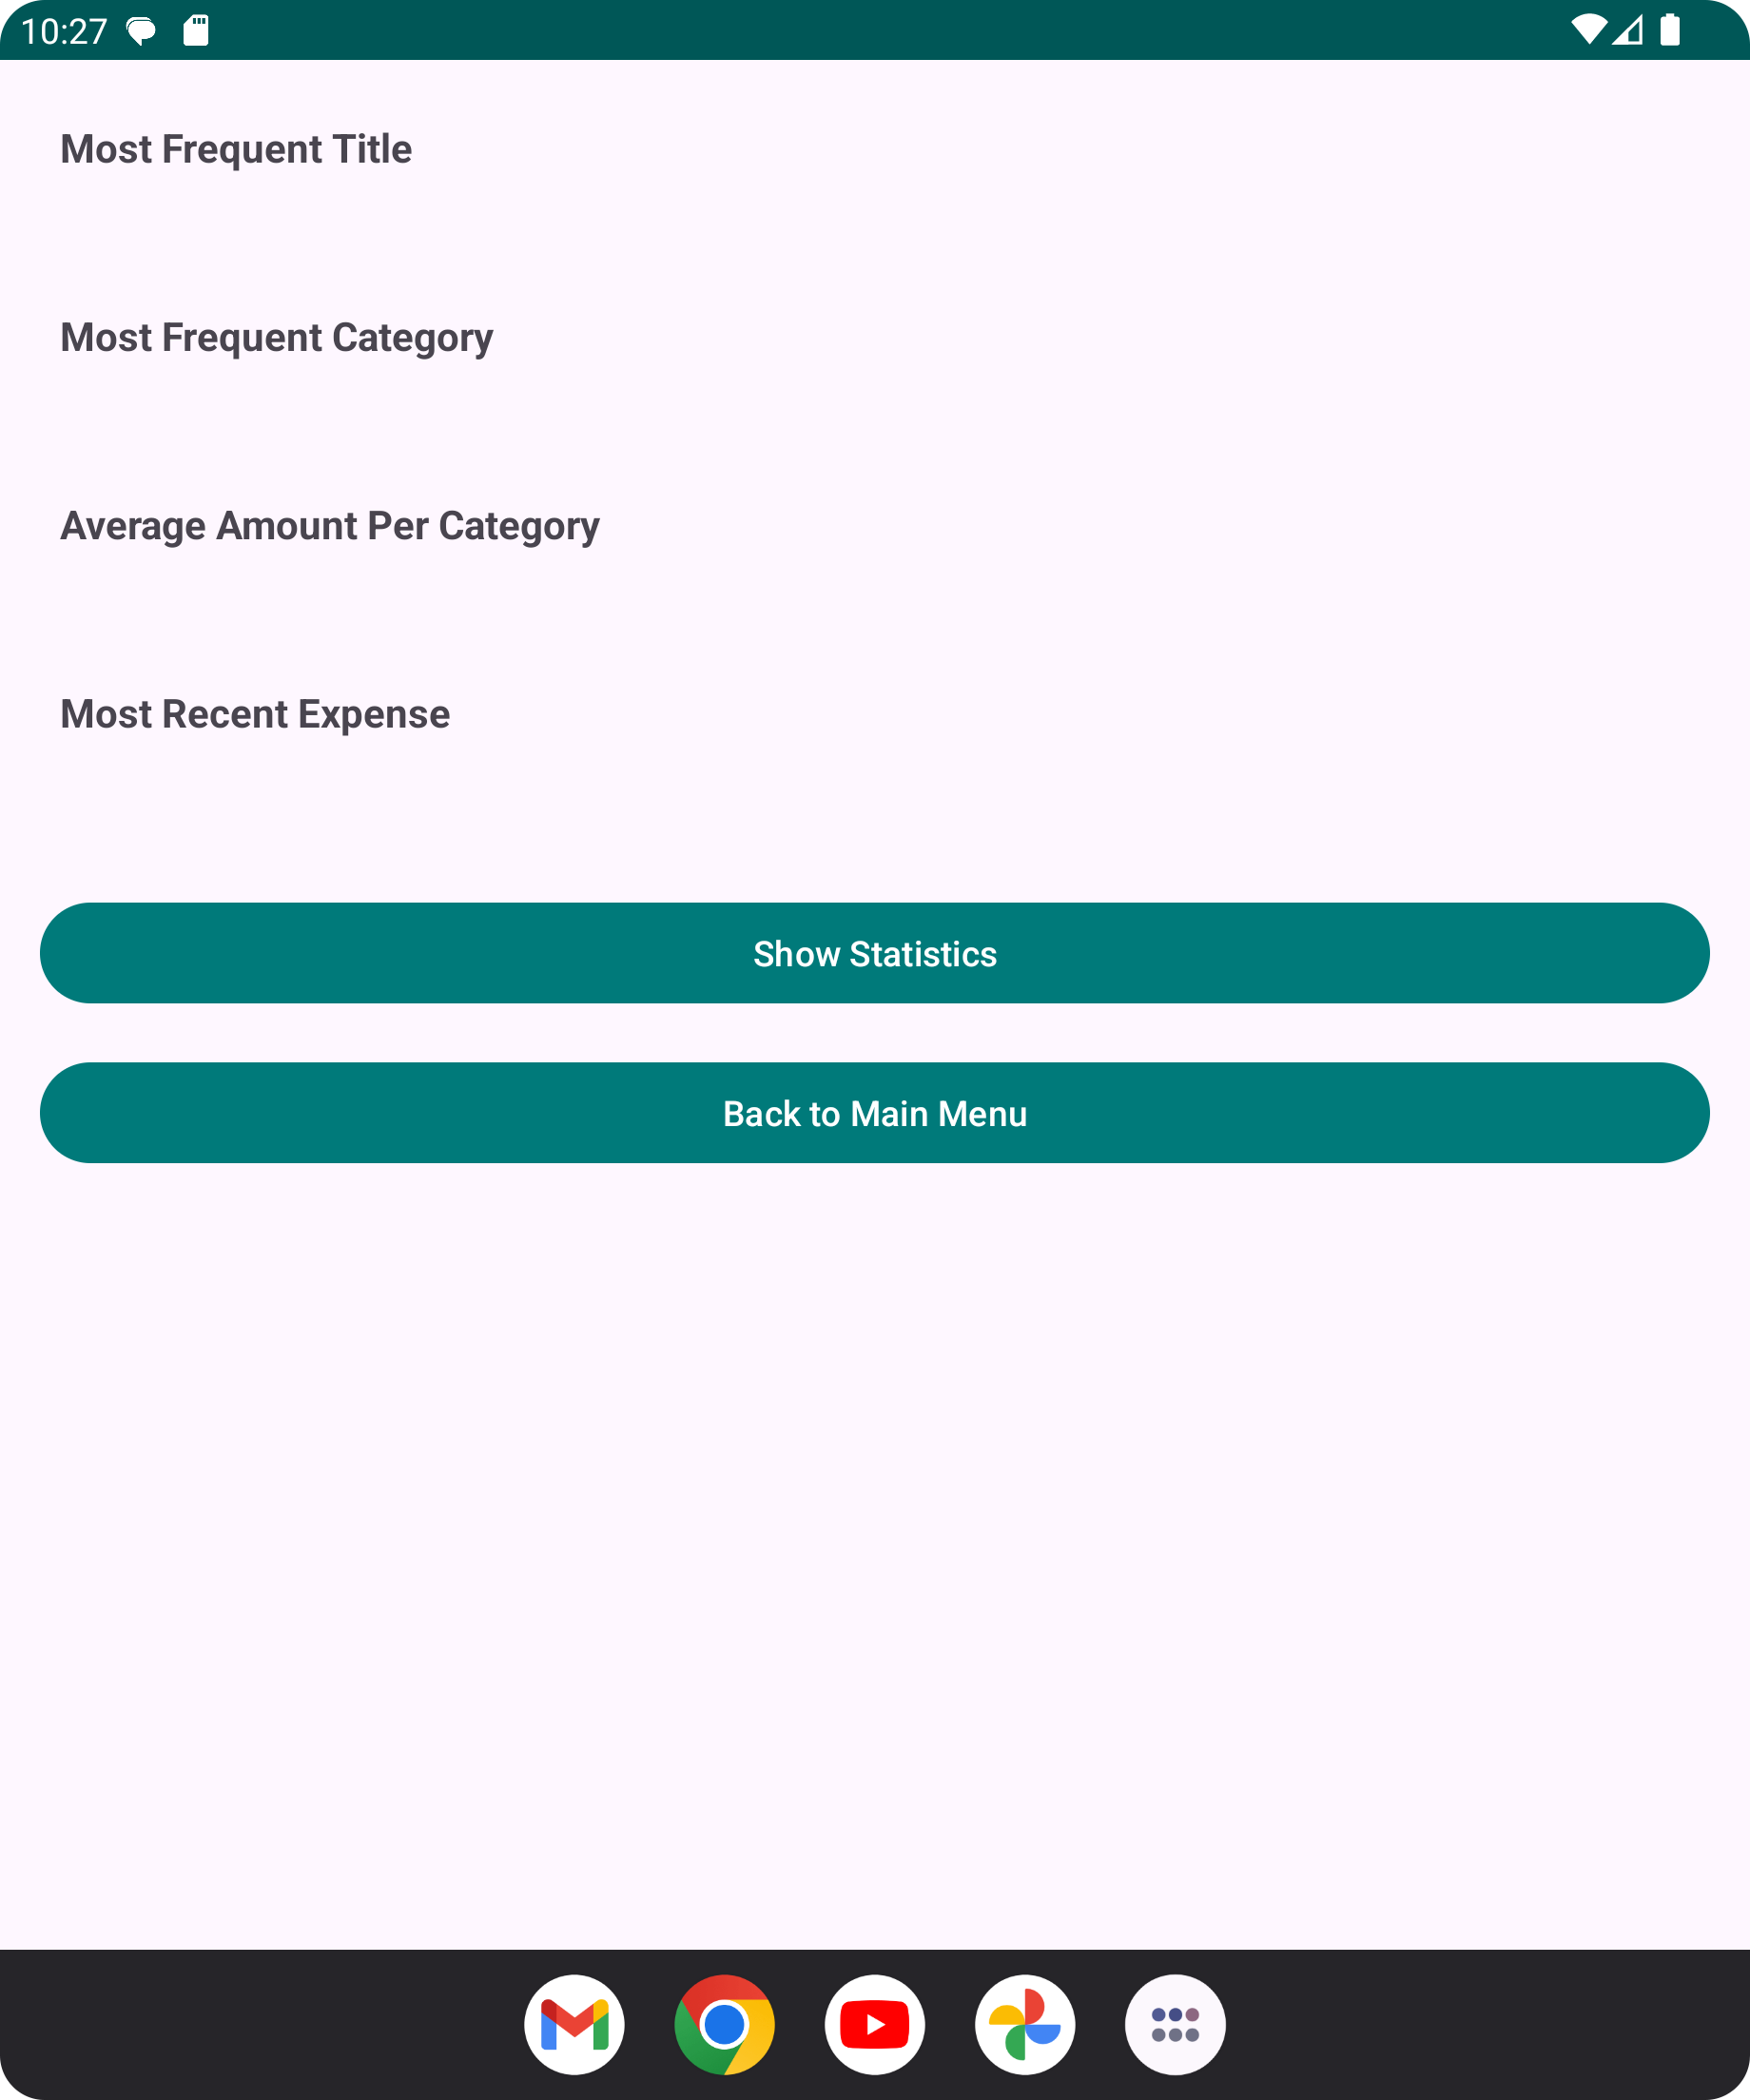 10:27
Most Frequent Title
Most Frequent Category
Average Amount Per Category
Most Recent Expense
Show Statistics
Back to Main Menu